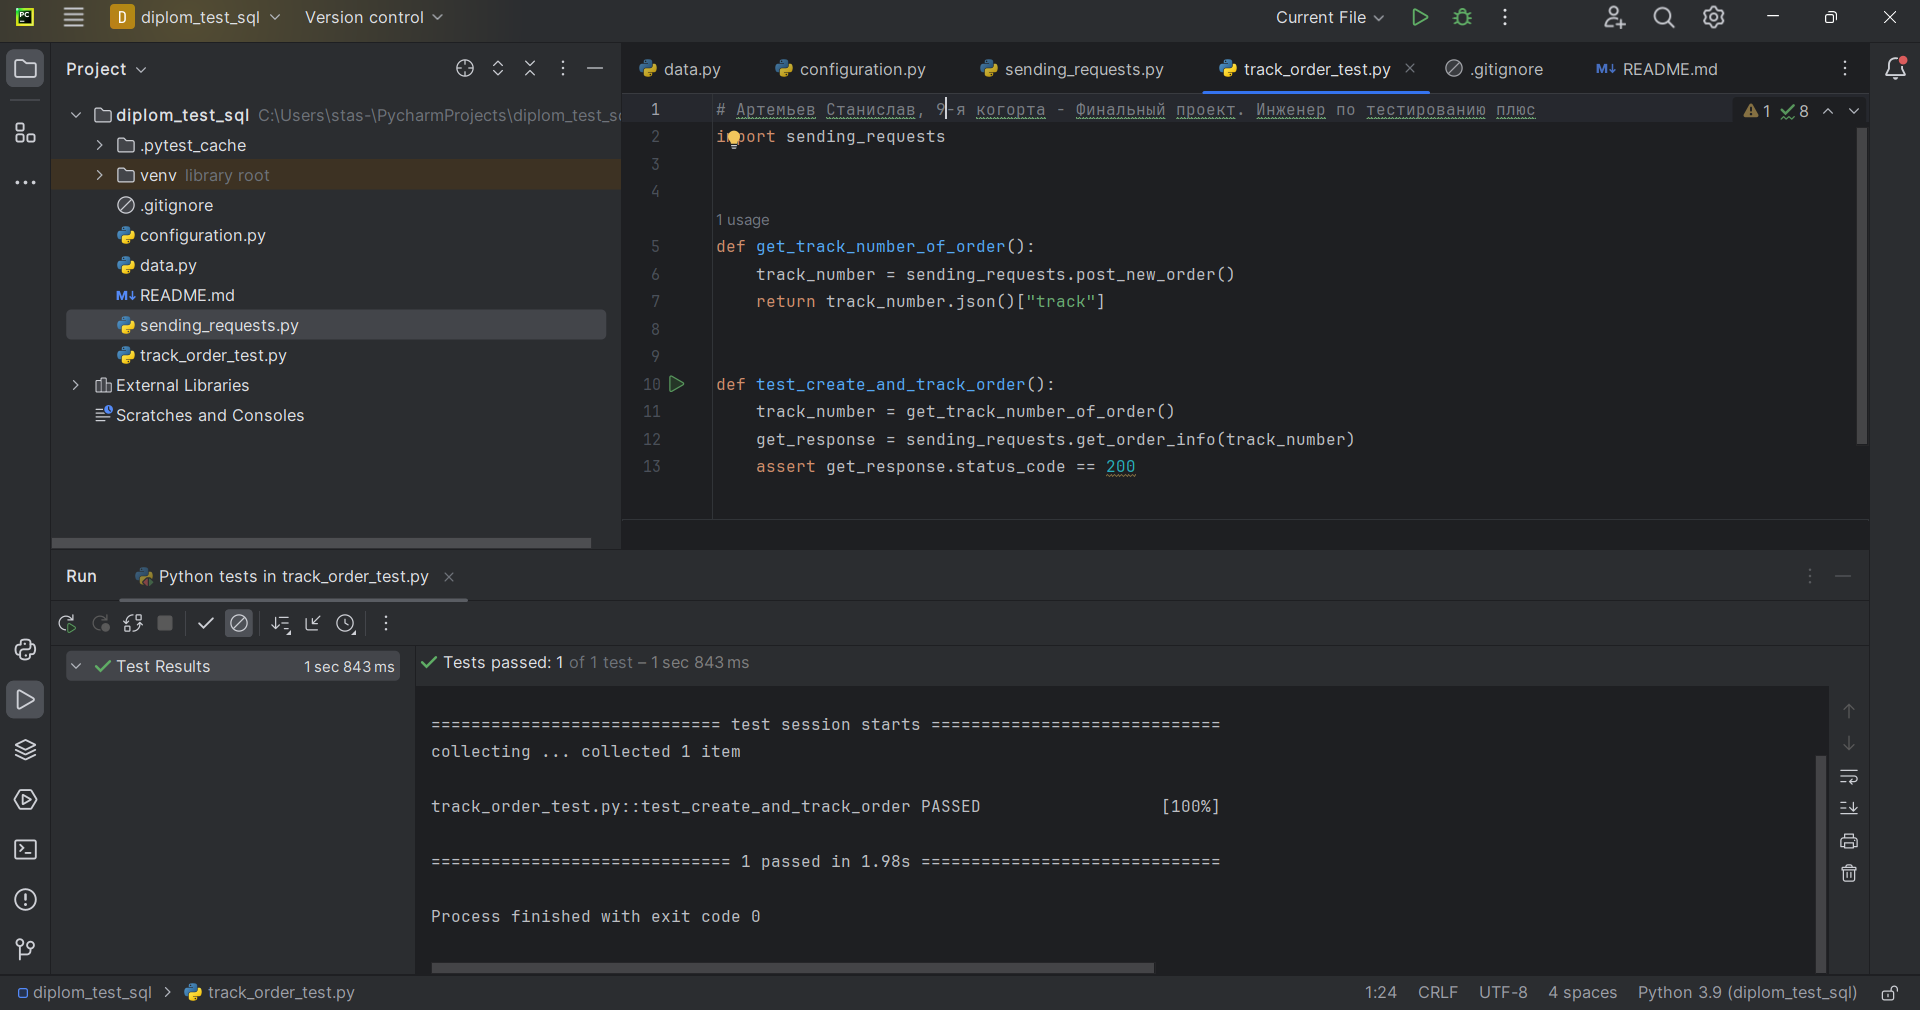 diplom_test_sql
Version control
Current File
Project
diplom_test_sql C:\Users\stas-\PycharmProjects\diplom_test_s
.pytest_cache
venv library root
.gitignore
configuration.py
data.py
README.md
sending_requests.py
track_order_test.py
External Libraries
Scratches and Consoles
data.py
configuration.py
sending_requests.py
track_order_test.py
.gitignore
README.md
1 # Артемьев Станислав, 9-я когорта - Финальный проект. Инженер по тестированию плюс
1 8
2 import sending_requests
3
4
1 usage
5 def get_track_number_of_order():
6 track_number = sending_requests.post_new_order()
7 return track_number.json()["track"]
8
9
10 def test_create_and_track_order():
11 track_number = get_track_number_of_order()
12 get_response = sending_requests.get_order_info(track_number)
13 assert get_response.status_code == 200
Run
Python tests in track_order_test.py
Test Results 1 sec 843 ms
Tests passed: 1 of 1 test – 1 sec 843 ms
============================= test session starts =============================
collecting ... collected 1 item
track_order_test.py::test_create_and_track_order PASSED [100%]
============================== 1 passed in 1.98s ==============================
Process finished with exit code 0
diplom_test_sql > track_order_test.py
1:24 CRLF UTF-8 4 spaces Python 3.9 (diplom_test_sql)